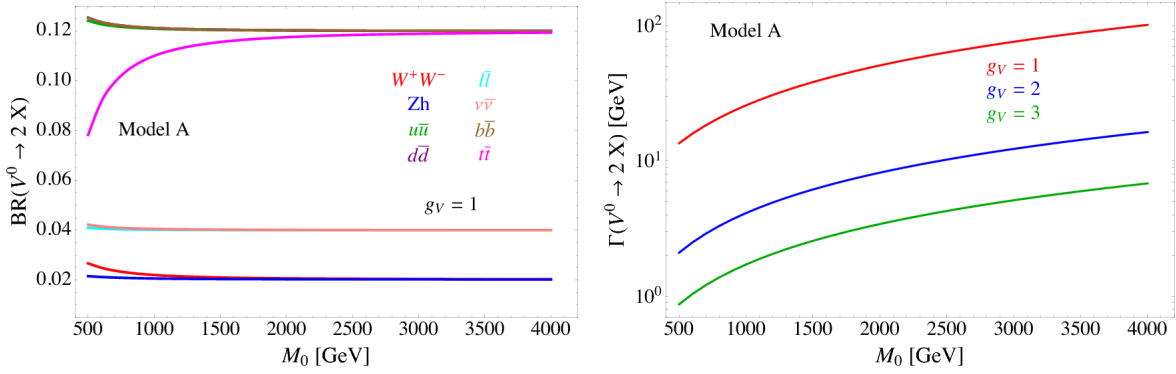 BR(V⁰ → 2 X)
0.12
0.10
0.08
0.06
0.04
0.02
Model A
W⁺W⁻ ll̄
Zh νν̄
uū bb̄
dd̄ tt̄
g_V = 1
500 1000 1500 2000 2500 3000 3500 4000
M₀ [GeV]
Γ(V⁰ → 2 X) [GeV]
10²
10¹
10⁰
Model A
g_V = 1
g_V = 2
g_V = 3
500 1000 1500 2000 2500 3000 3500 4000
M₀ [GeV]